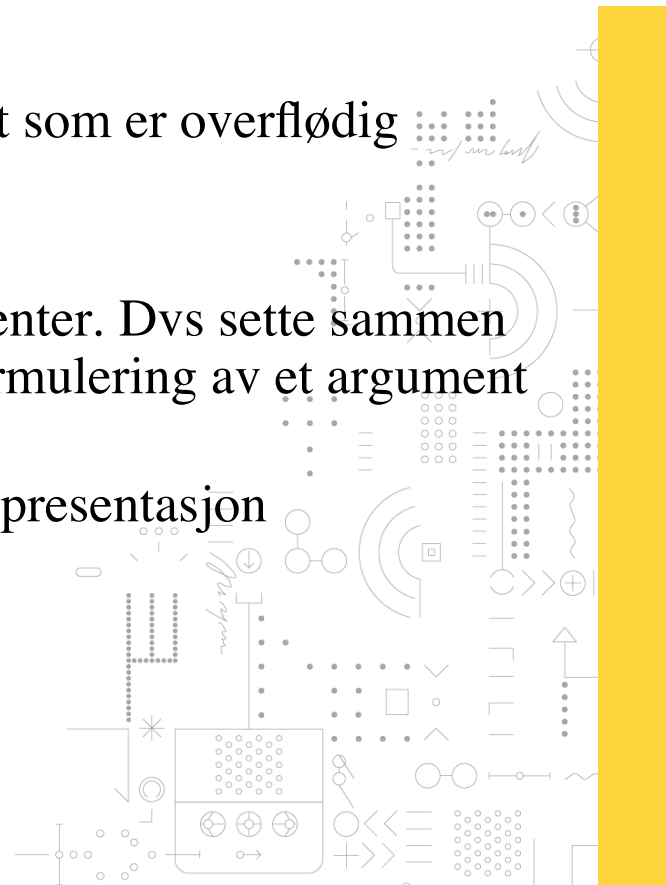 t som er overflødig
enter. Dvs sette sammen
rmulering av et argument
presentasjon